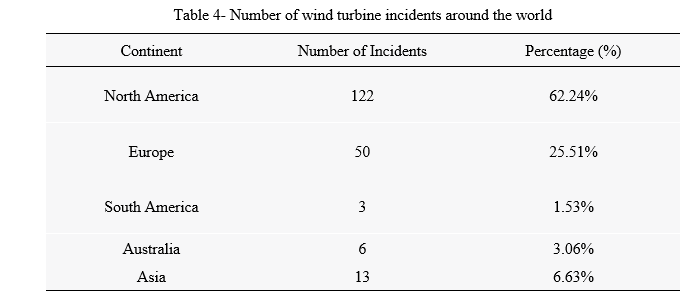 Table 4- Number of wind turbine incidents around the world
Continent Number of Incidents Percentage (%)
North America 122 62.24%
Europe 50 25.51%
South America 3 1.53%
Australia 6 3.06%
Asia 13 6.63%